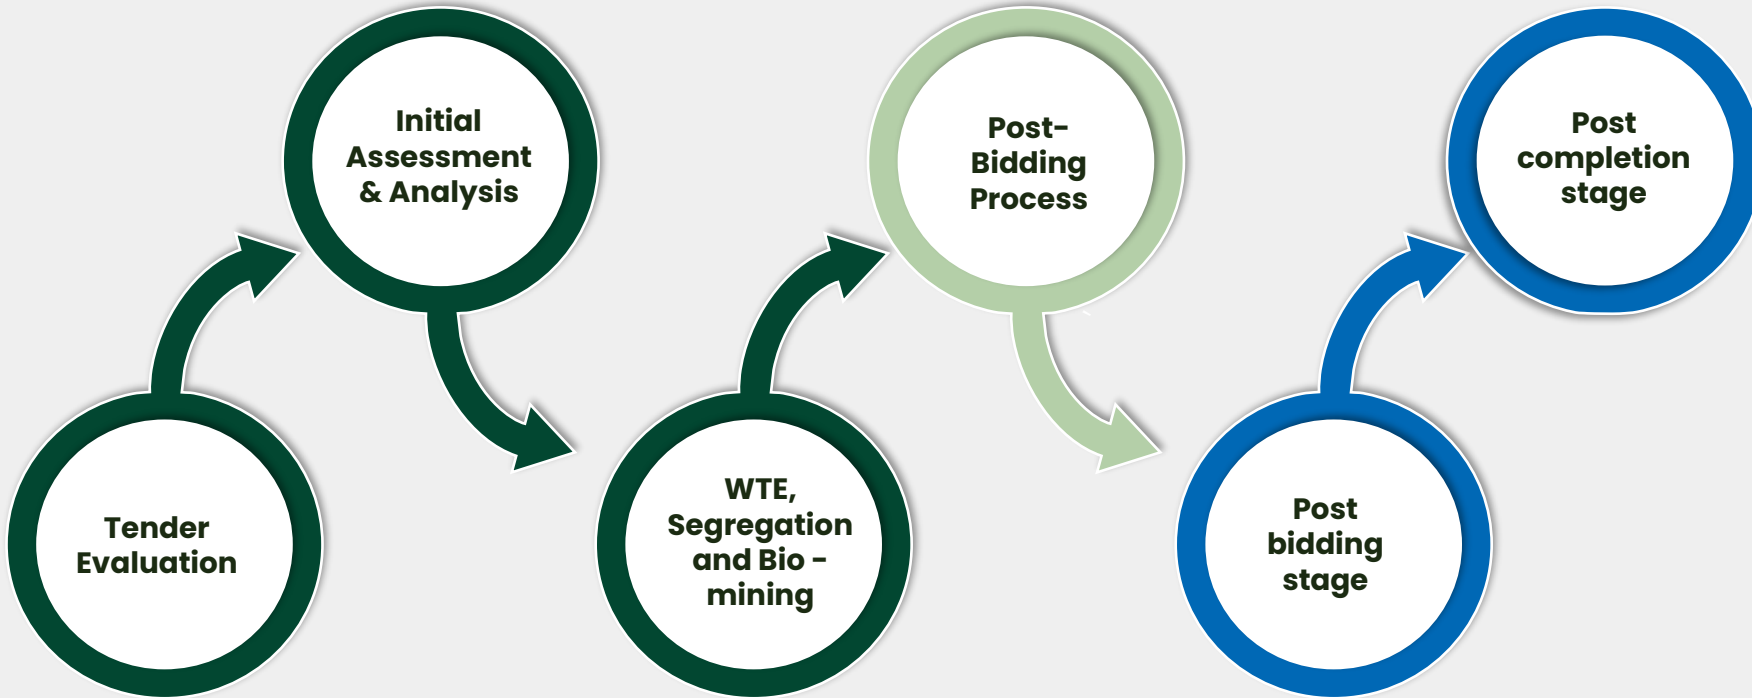 Tender
Evaluation
Initial
Assessment
& Analysis
WTE,
Segregation
and Bio -
mining
Post-
Bidding
Process
Post
bidding
stage
Post
completion
stage